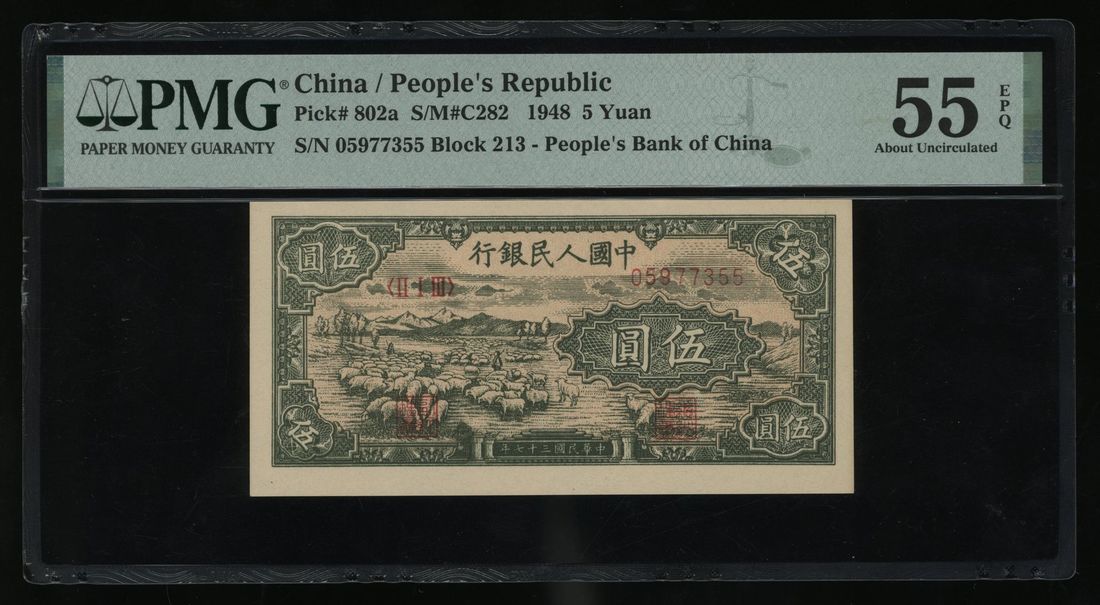 PMG®
PAPER MONEY GUARANTY
China / People's Republic
Pick# 802a S/M#C282 1948 5 Yuan
S/N 05977355 Block 213 - People's Bank of China
55
EPQ
About Uncirculated
行銀民人國中
圓伍
伍
〈II I III〉
05977355
圓伍
伍
圓伍
年七十三國民華中